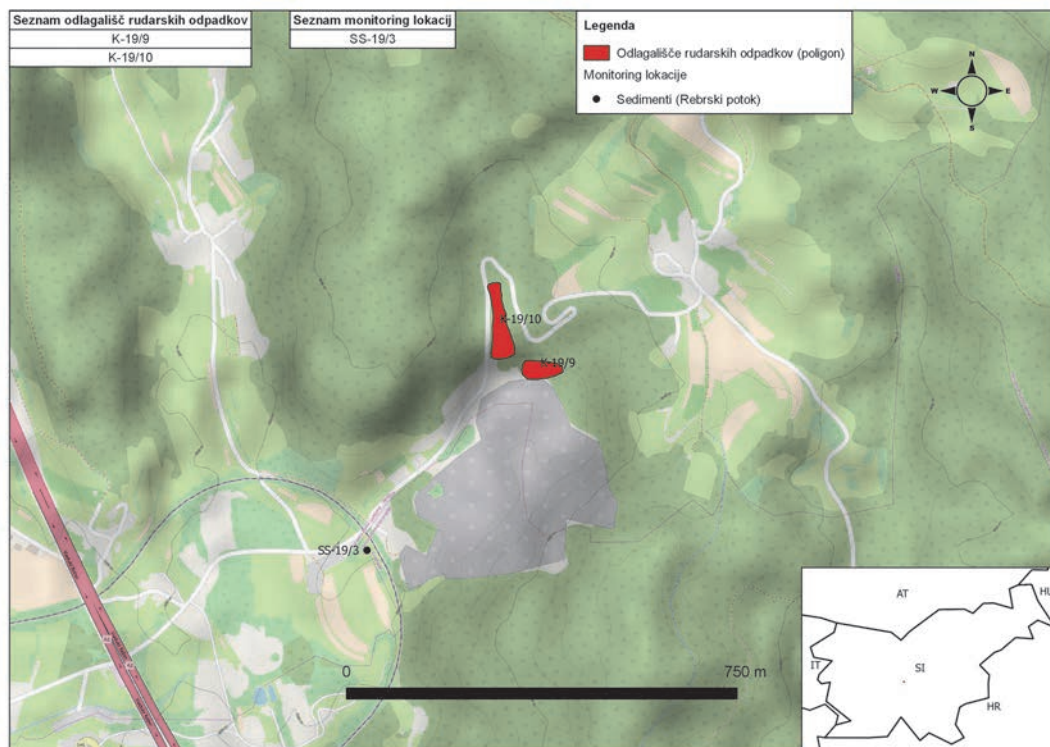 Seznam odlagališč rudarskih odpadkov
K-19/9
K-19/10
Seznam monitoring lokacij
SS-19/3
Legenda
Odlagališče rudarskih odpadkov (poligon)
Monitoring lokacije
Sedimenti (Rebrski potok)
N
W E
S
K-19/10
K-19/9
SS-19/3
0 750 m
AT
HU
IT
SI
HR